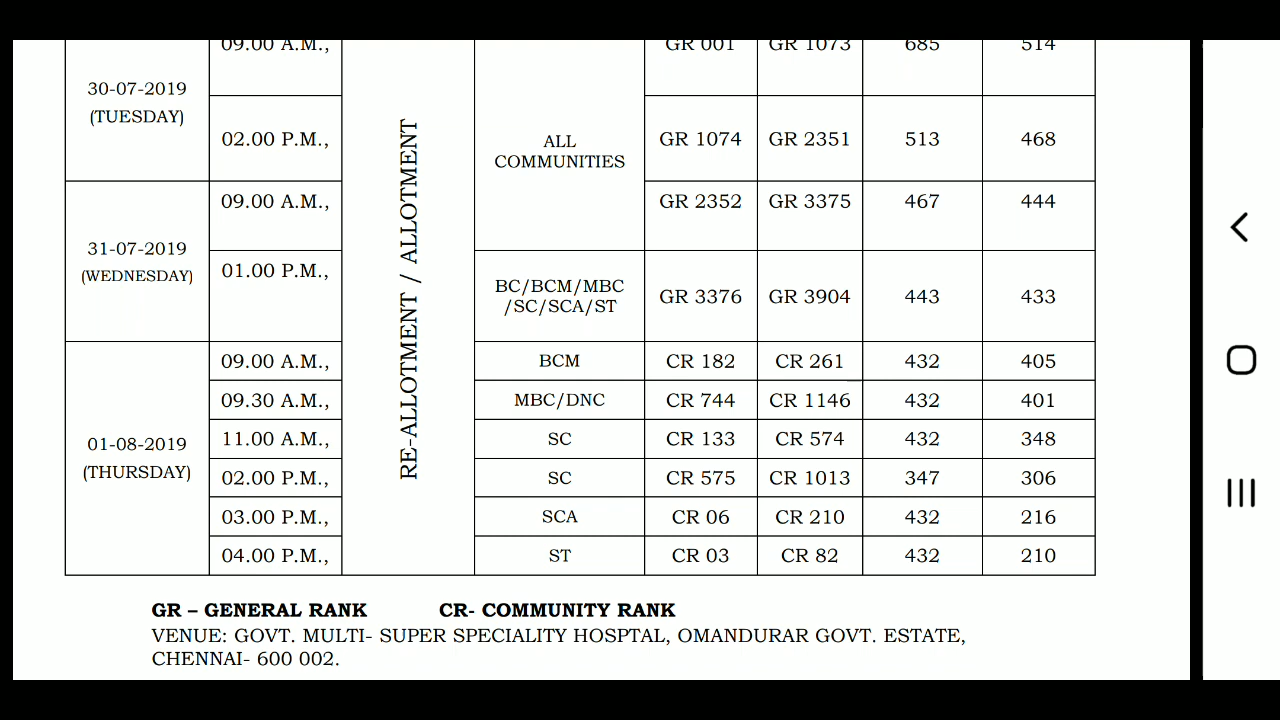 09.00 A.M., GR 001 GR 1073 685 514
30-07-2019
(TUESDAY)
02.00 P.M., GR 1074 GR 2351 513 468
ALL
COMMUNITIES
09.00 A.M., GR 2352 GR 3375 467 444
31-07-2019
(WEDNESDAY)
01.00 P.M.,
BC/BCM/MBC
/SC/SCA/ST
GR 3376 GR 3904 443 433
RE-ALLOTMENT / ALLOTMENT
09.00 A.M., BCM CR 182 CR 261 432 405
09.30 A.M., MBC/DNC CR 744 CR 1146 432 401
01-08-2019
(THURSDAY)
11.00 A.M., SC CR 133 CR 574 432 348
02.00 P.M., SC CR 575 CR 1013 347 306
03.00 P.M., SCA CR 06 CR 210 432 216
04.00 P.M., ST CR 03 CR 82 432 210
GR – GENERAL RANK CR- COMMUNITY RANK
VENUE: GOVT. MULTI- SUPER SPECIALITY HOSPTAL, OMANDURAR GOVT. ESTATE,
CHENNAI- 600 002.